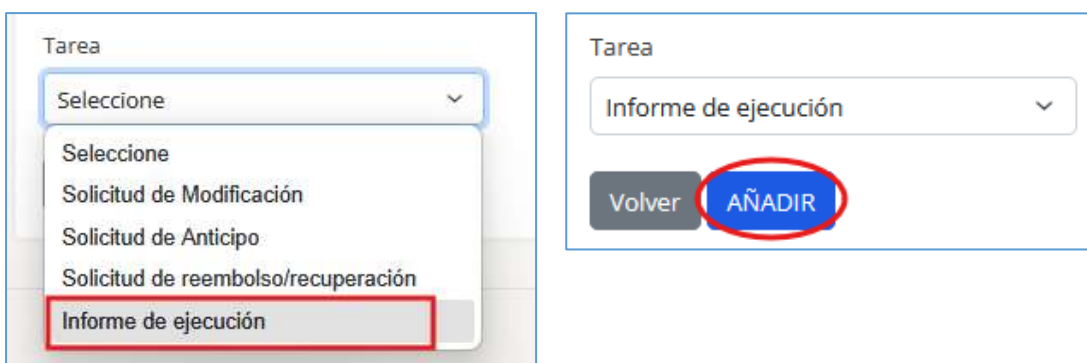 Tarea
Seleccione
Seleccione
Solicitud de Modificación
Solicitud de Anticipo
Solicitud de reembolso/recuperación
Informe de ejecución
Tarea
Informe de ejecución
Volver AÑADIR